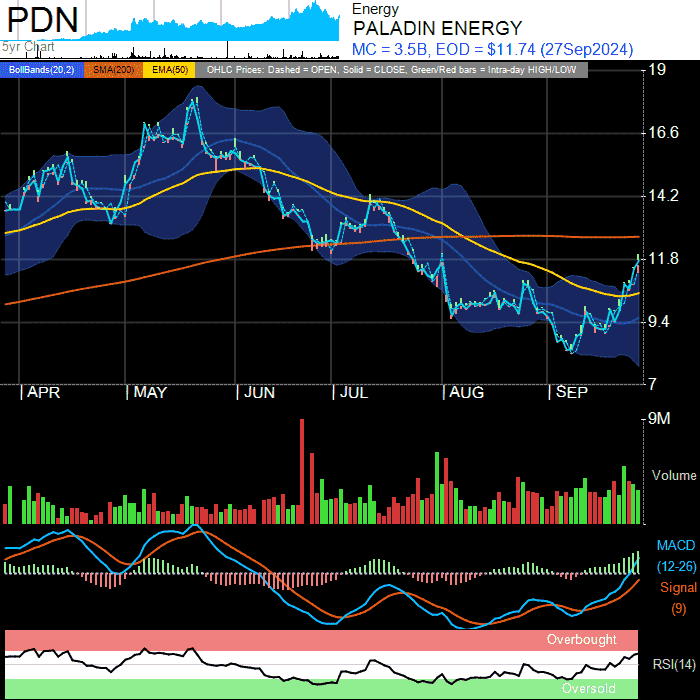 PDN
5yr Chart
Energy
PALADIN ENERGY
MC = 3.5B, EOD = $11.74 (27Sep2024)
BollBands(20,2) SMA(200) EMA(50) OHLC Prices: Dashed = OPEN, Solid = CLOSE, Green/Red bars = Intra-day HIGH/LOW
19
16.6
14.2
11.8
9.4
7
APR MAY JUN JUL AUG SEP
9M
Volume
MACD
(12-26)
Signal
(9)
Overbought
RSI(14)
Oversold